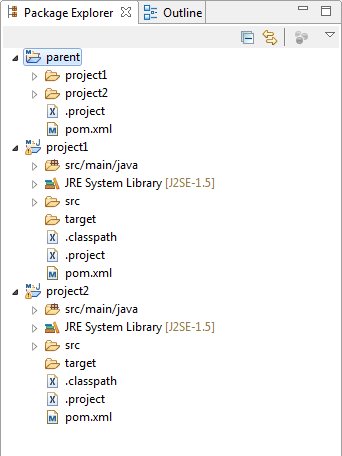 Package Explorer Outline
parent
project1
project2
.project
pom.xml
project1
src/main/java
JRE System Library [J2SE-1.5]
src
target
.classpath
.project
pom.xml
project2
src/main/java
JRE System Library [J2SE-1.5]
src
target
.classpath
.project
pom.xml